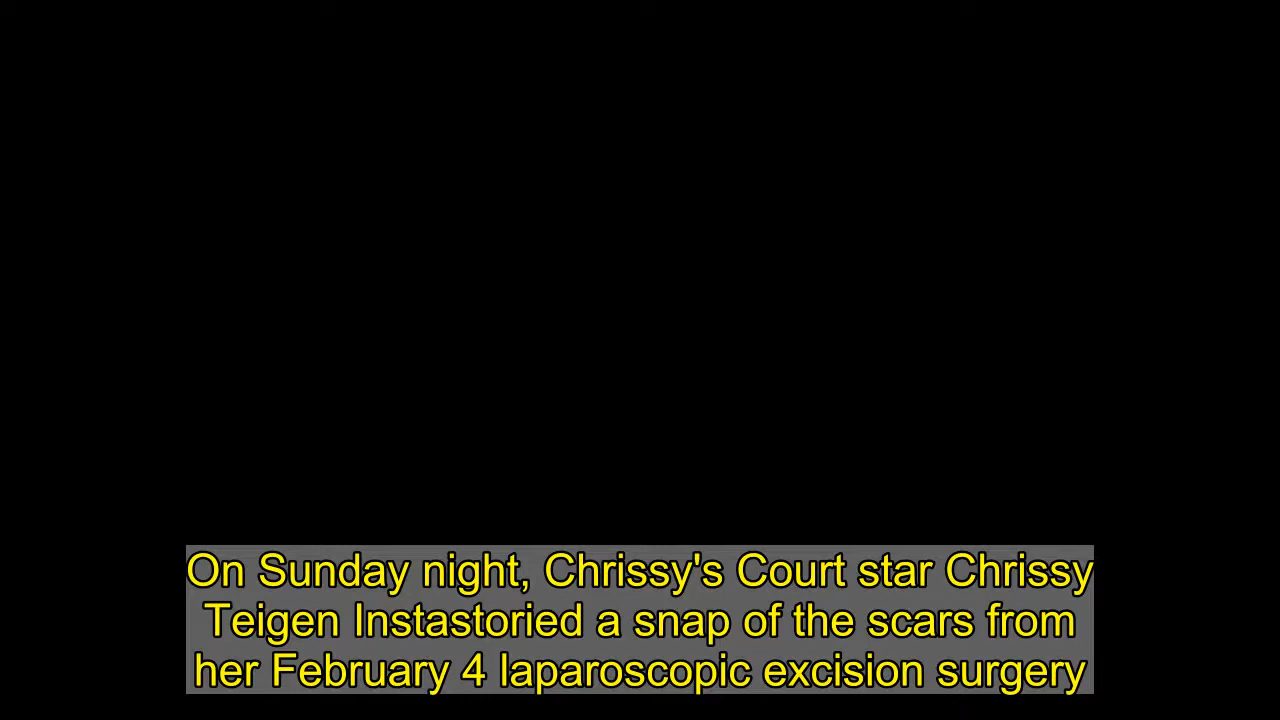 On Sunday night, Chrissy's Court star Chrissy
Teigen Instastoried a snap of the scars from
her February 4 laparoscopic excision surgery